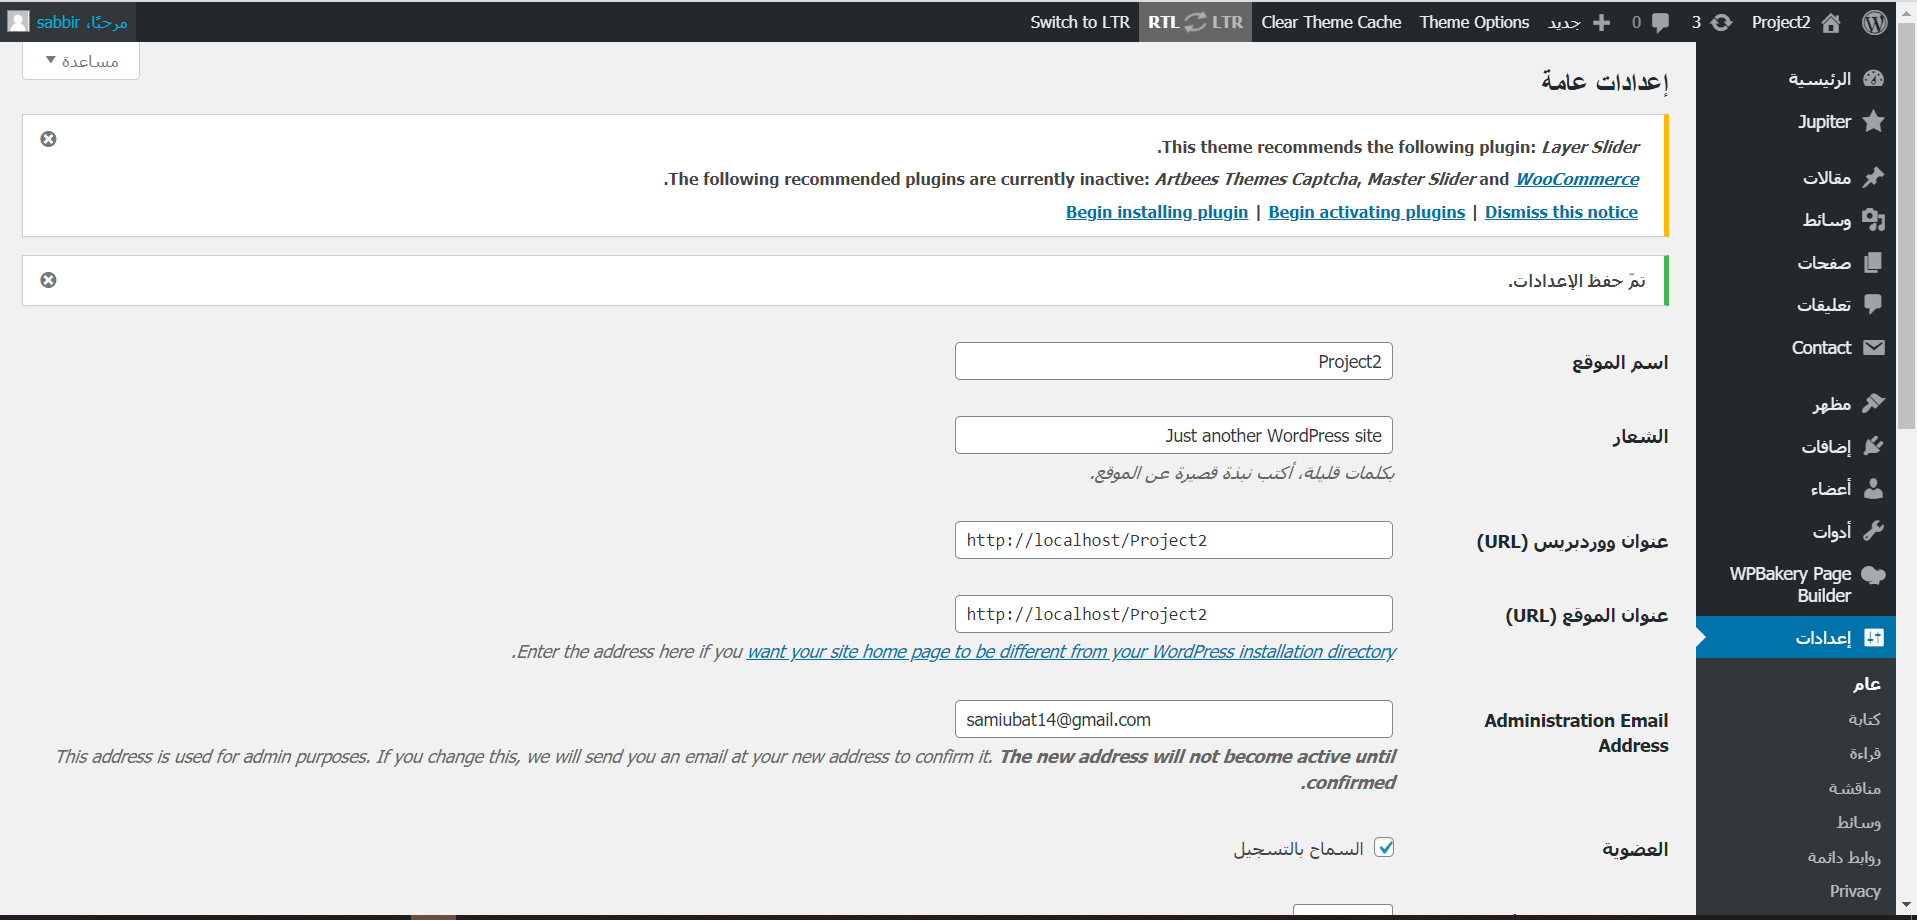 Project2
3
0
جديد
Theme Options
Clear Theme Cache
RTL LTR
Switch to LTR
مرحبًا، sabbir
مساعدة
الرئيسية
Jupiter
مقالات
وسائط
صفحات
تعليقات
Contact
مظهر
إضافات
أعضاء
أدوات
WPBakery Page
Builder
إعدادات
عام
كتابة
قراءة
مناقشة
وسائط
روابط دائمة
Privacy
إعدادات عامة
.This theme recommends the following plugin: Layer Slider
.The following recommended plugins are currently inactive: Artbees Themes Captcha, Master Slider and WooCommerce
Begin installing plugin | Begin activating plugins | Dismiss this notice
تمّ حفظ الإعدادات.
اسم الموقع
Project2
الشعار
Just another WordPress site
بكلمات قليلة، أكتب نبذة قصيرة عن الموقع.
عنوان ووردبريس (URL)
http://localhost/Project2
عنوان الموقع (URL)
http://localhost/Project2
.Enter the address here if you want your site home page to be different from your WordPress installation directory
Administration Email
Address
samiubat14@gmail.com
This address is used for admin purposes. If you change this, we will send you an email at your new address to confirm it. The new address will not become active until
.confirmed
العضوية
السماح بالتسجيل